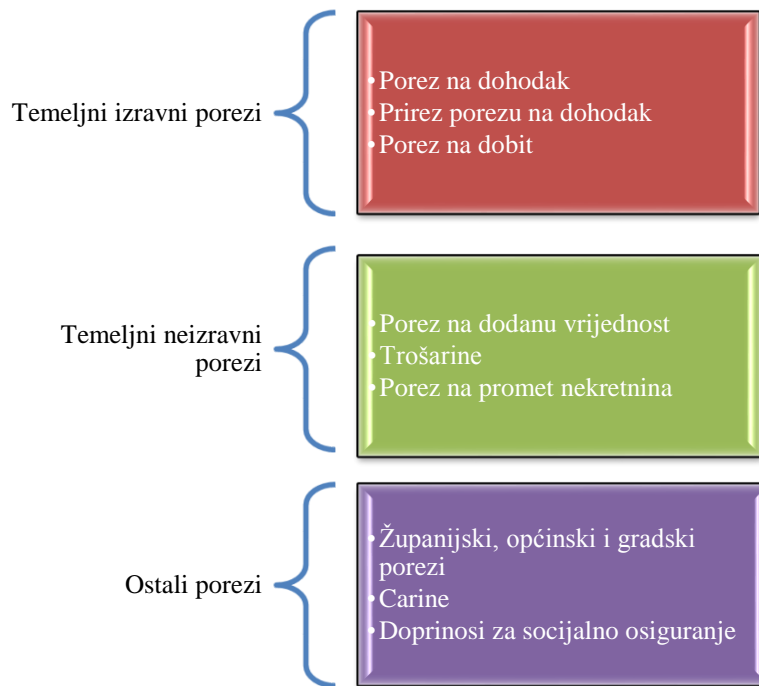 Temeljni izravni porezi
•Porez na dohodak
•Prirez porezu na dohodak
•Porez na dobit
Temeljni neizravni
porezi
•Porez na dodanu vrijednost
•Trošarine
•Porez na promet nekretnina
Ostali porezi
•Županijski, općinski i gradski
porezi
•Carine
•Doprinosi za socijalno osiguranje